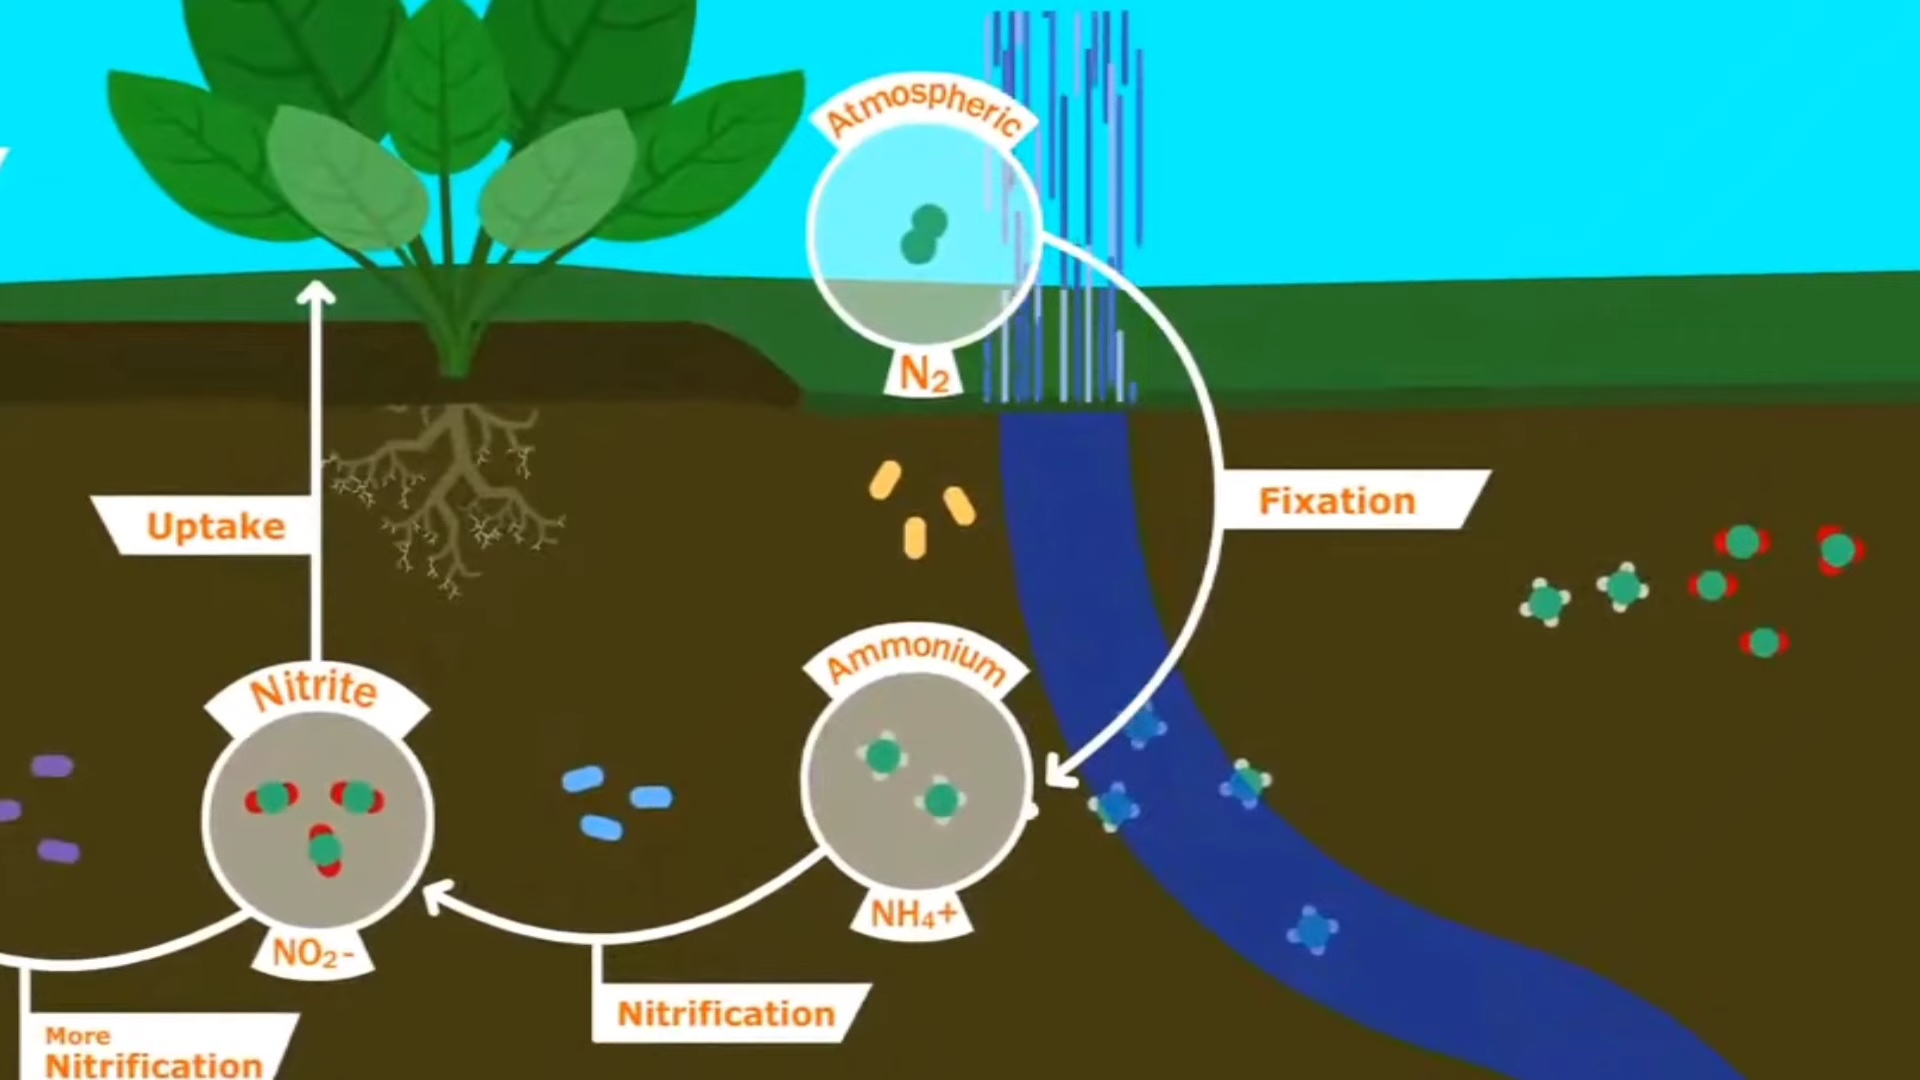 Atmospheric
N₂
Fixation
Uptake
Ammonium
Nitrite
NH₄+
NO₂-
Nitrification
More
Nitrification